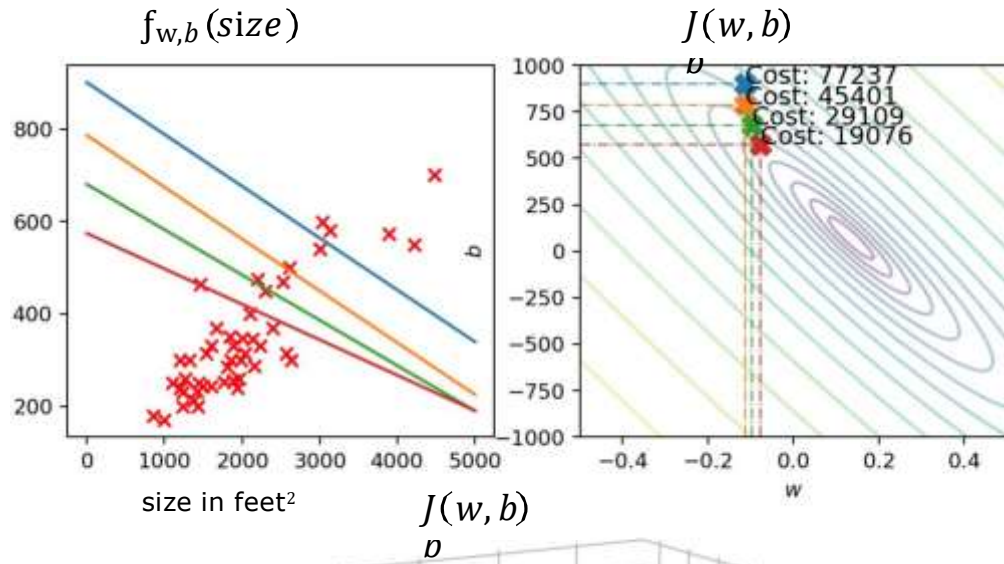 f_w,b(size)
J(w, b)
b
800
600
400
200
0
1000
2000
3000
4000
5000
size in feet²
b
1000
750
500
250
0
−250
−500
−750
−1000
Cost: 77237
Cost: 45401
Cost: 29109
Cost: 19076
−0.4
−0.2
0.0
0.2
0.4
w
J(w, b)
b